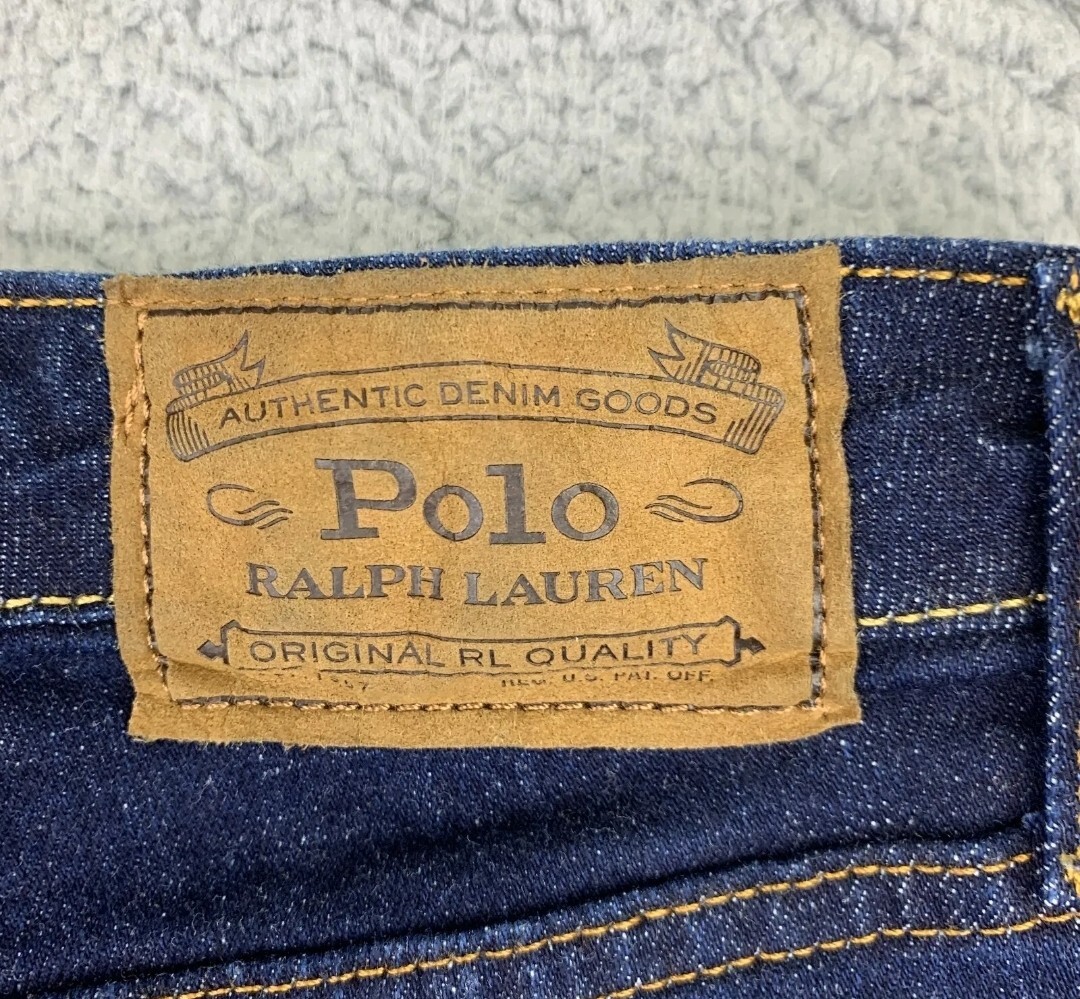 AUTHENTIC DENIM GOODS
Polo
RALPH LAUREN
ORIGINAL RL QUALITY
REG. U.S. PAT. OFF.